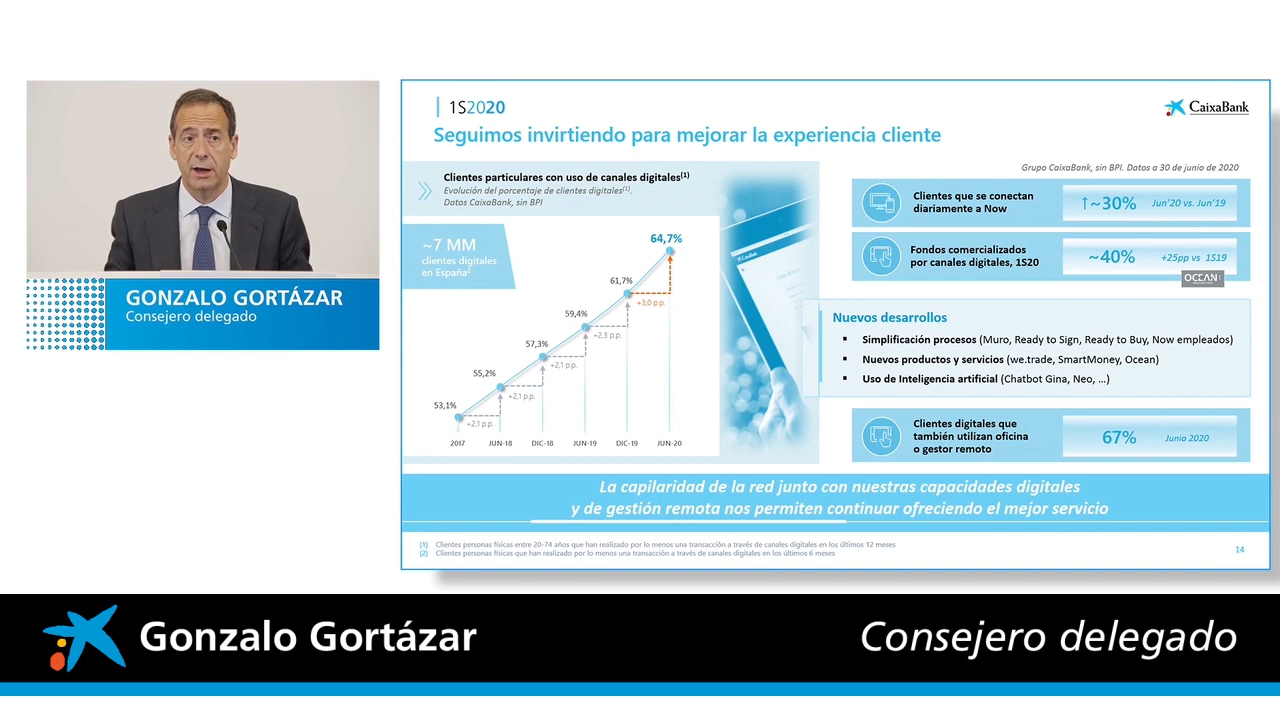 GONZALO GORTÁZAR
Consejero delegado
1S2020
CaixaBank
Seguimos invirtiendo para mejorar la experiencia cliente
Clientes particulares con uso de canales digitales(1)
Evolución del porcentaje de clientes digitales(1).
Datos CaixaBank, sin BPI
~7 MM
clientes digitales
en España2
64,7%
61,7%
59,4%
57,3%
55,2%
53,1%
+3,0 p.p.
+2,3 p.p.
+2,1 p.p.
+2,1 p.p.
+2,1 p.p.
2017 JUN-18 DIC-18 JUN-19 DIC-19 JUN-20
Grupo CaixaBank, sin BPI. Datos a 30 de junio de 2020
Clientes que se conectan
diariamente a Now
↑~30% Jun'20 vs. Jun'19
Fondos comercializados
por canales digitales, 1S20
~40% +25pp vs 1S19
OCEAN
Nuevos desarrollos
▪ Simplificación procesos (Muro, Ready to Sign, Ready to Buy, Now empleados)
▪ Nuevos productos y servicios (we.trade, SmartMoney, Ocean)
▪ Uso de Inteligencia artificial (Chatbot Gina, Neo, ...)
Clientes digitales que
también utilizan oficina
o gestor remoto
67% Junio 2020
La capilaridad de la red junto con nuestras capacidades digitales
y de gestión remota nos permiten continuar ofreciendo el mejor servicio
(1) Clientes personas físicas entre 20-74 años que han realizado por lo menos una transacción a través de canales digitales en los últimos 12 meses
(2) Clientes personas físicas que han realizado por lo menos una transacción a través de canales digitales en los últimos 6 meses
14
Gonzalo Gortázar
Consejero delegado